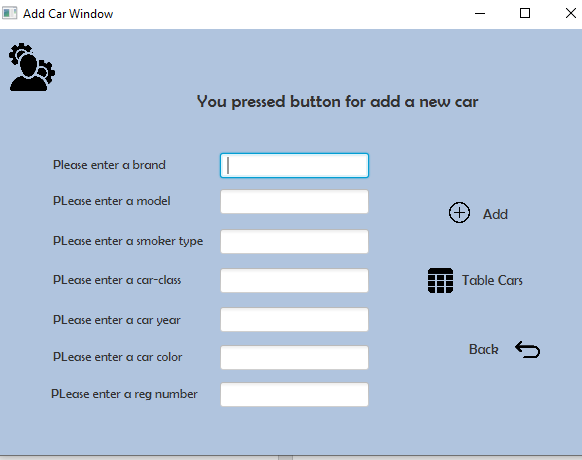 Add Car Window
You pressed button for add a new car
Please enter a brand
PLease enter a model
PLease enter a smoker type
PLease enter a car-class
PLease enter a car year
PLease enter a car color
PLease enter a reg number
Add
Table Cars
Back